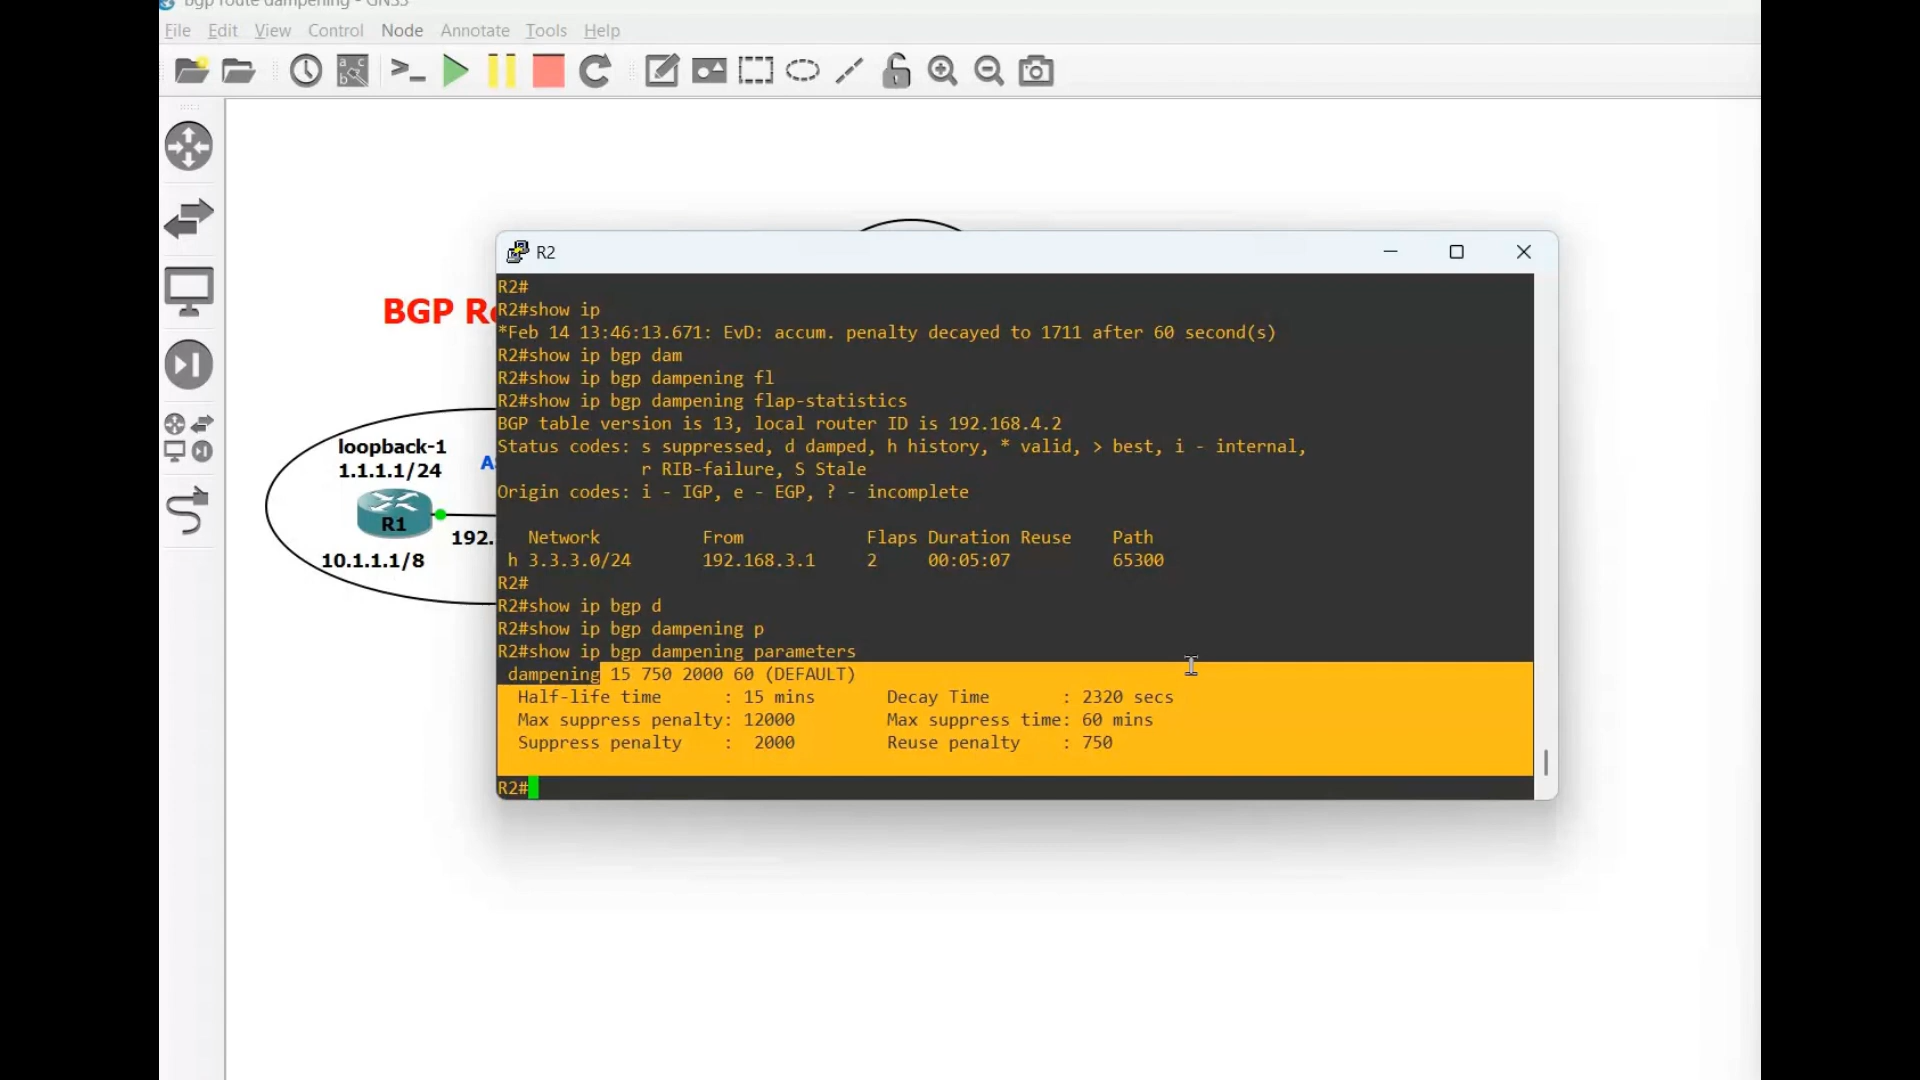 bgp route dampening - GNS3
File Edit View Control Node Annotate Tools Help
BGP R
loopback-1
1.1.1.1/24
R1
192.
10.1.1.1/8
R2
R2#
R2#show ip
*Feb 14 13:46:13.671: EvD: accum. penalty decayed to 1711 after 60 second(s)
R2#show ip bgp dam
R2#show ip bgp dampening fl
R2#show ip bgp dampening flap-statistics
BGP table version is 13, local router ID is 192.168.4.2
Status codes: s suppressed, d damped, h history, * valid, > best, i - internal,
r RIB-failure, S Stale
Origin codes: i - IGP, e - EGP, ? - incomplete
Network From Flaps Duration Reuse Path
h 3.3.3.0/24 192.168.3.1 2 00:05:07 65300
R2#
R2#show ip bgp d
R2#show ip bgp dampening p
R2#show ip bgp dampening parameters
dampening 15 750 2000 60 (DEFAULT)
Half-life time : 15 mins Decay Time : 2320 secs
Max suppress penalty: 12000 Max suppress time: 60 mins
Suppress penalty : 2000 Reuse penalty : 750
R2#